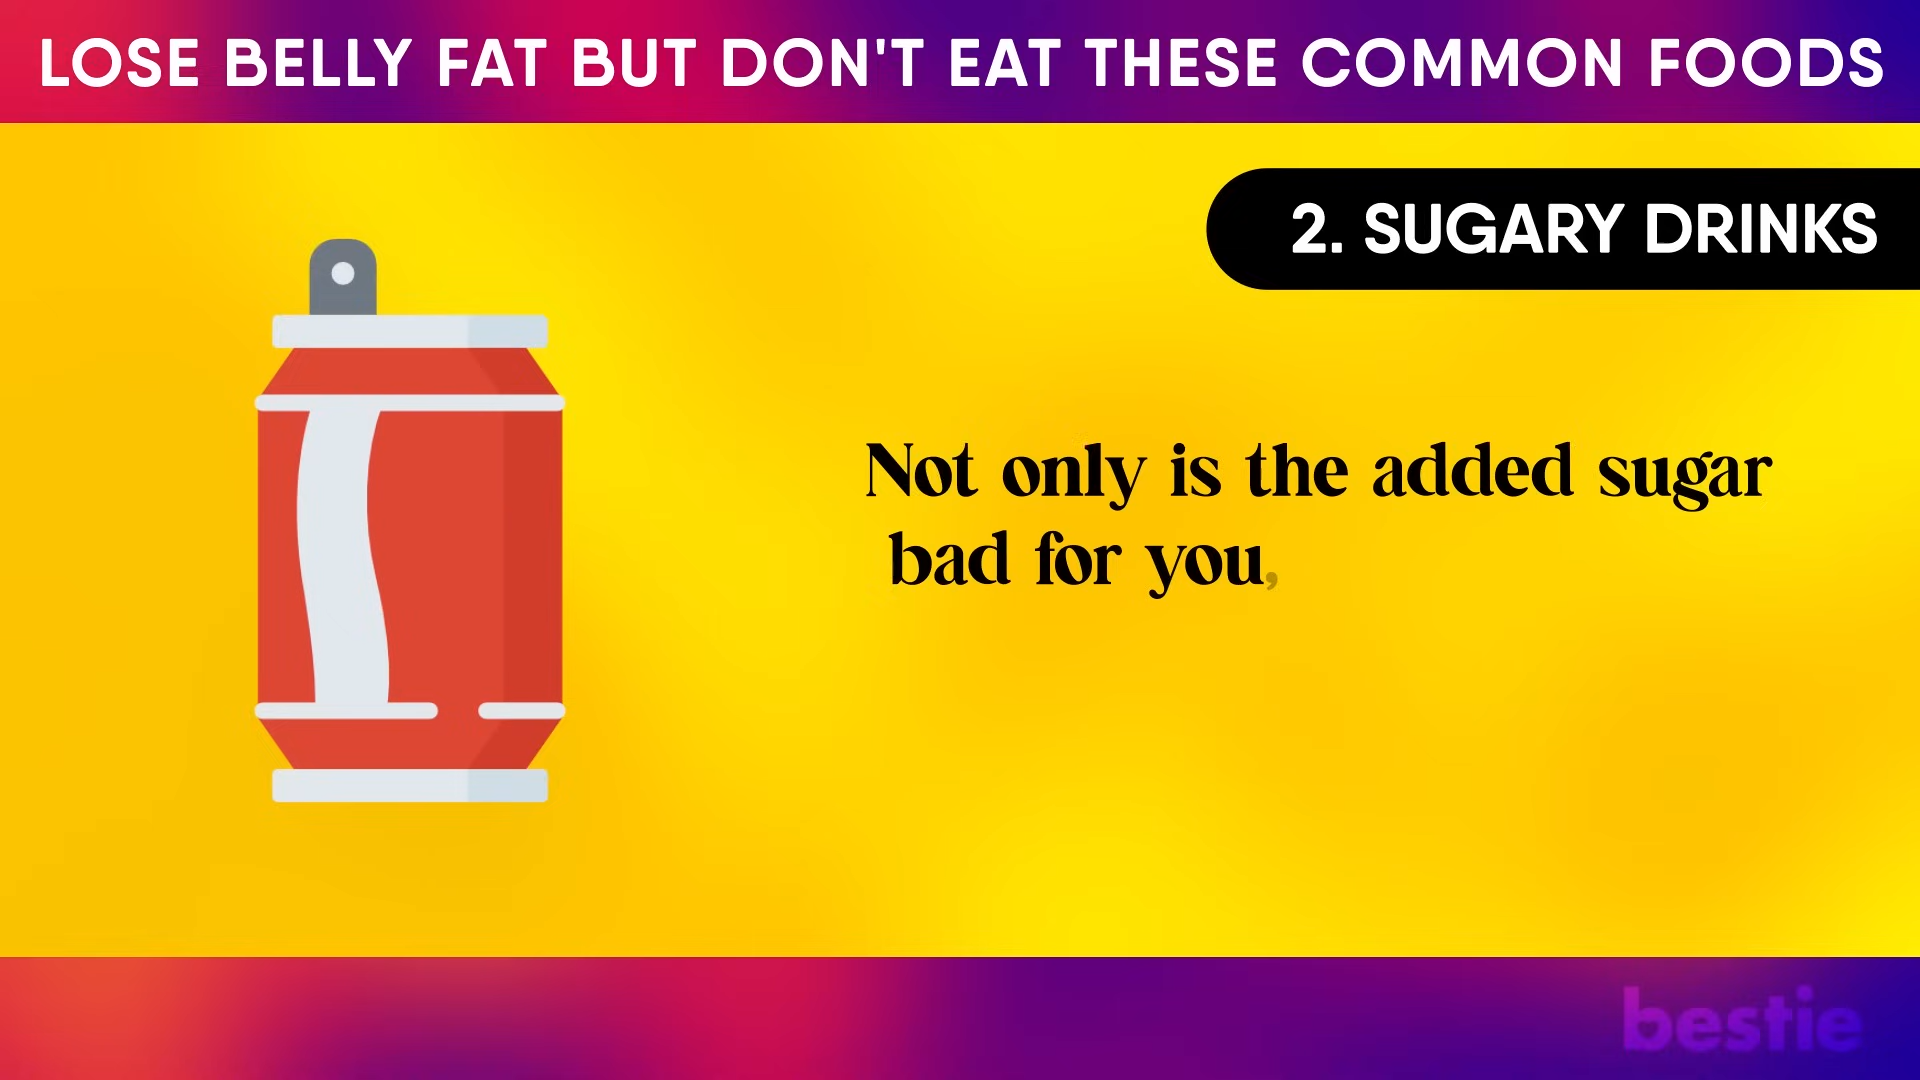 LOSE BELLY FAT BUT DON'T EAT THESE COMMON FOODS
2. SUGARY DRINKS
Not only is the added sugar
bad for you,
bestie